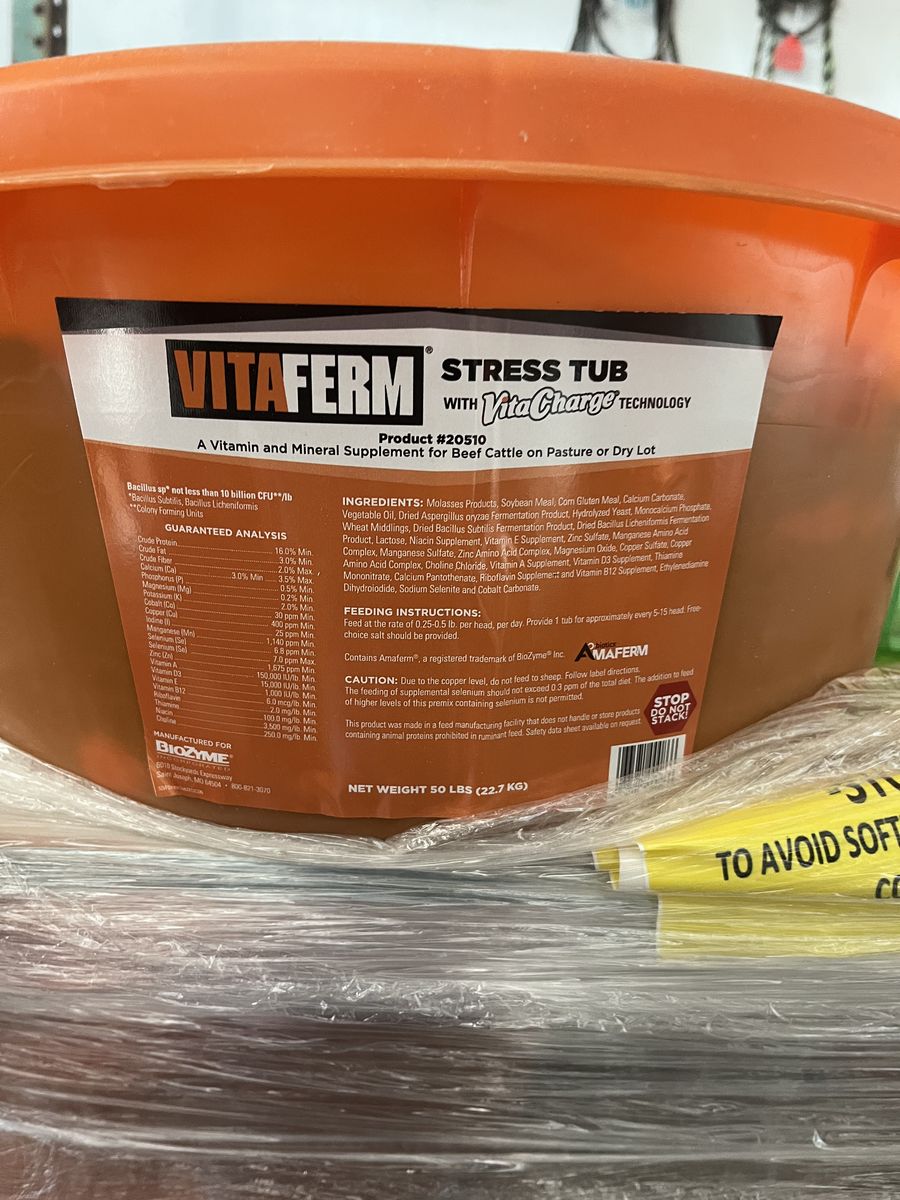 VITAFERM®
STRESS TUB
WITH VitaCharge® TECHNOLOGY
Product #20510
A Vitamin and Mineral Supplement for Beef Cattle on Pasture or Dry Lot
Bacillus sp* not less than 10 billion CFU**/lb
*Bacillus Subtilis, Bacillus Licheniformis
**Colony Forming Units
GUARANTEED ANALYSIS
Crude Protein 16.0% Min.
Crude Fat 3.0% Min.
Crude Fiber 2.0% Max.
Calcium (Ca) 3.0% Min 3.5% Max.
Phosphorus (P) 0.5% Min.
Magnesium (Mg) 0.2% Min.
Potassium (K) 2.0% Min.
Cobalt (Co) 30 ppm Min.
Copper (Cu) 400 ppm Min.
Iodine (I) 25 ppm Min.
Manganese (Mn) 1,140 ppm Min.
Selenium (Se) 6.8 ppm Min.
Selenium (Se) 7.0 ppm Max.
Zinc (Zn) 1,675 ppm Min.
Vitamin A 150,000 IU/lb. Min.
Vitamin D3 15,000 IU/lb. Min.
Vitamin E 1,000 IU/lb. Min.
Vitamin B12 6.0 mcg/lb. Min.
Riboflavin 2.0 mg/lb. Min.
Thiamine 100.0 mg/lb. Min.
Niacin 3,500 mg/lb. Min.
Choline 250.0 mg/lb. Min.
MANUFACTURED FOR
BIOZYME®
INCORPORATED
6010 Stockyards Expressway
Saint Joseph, MO 64504 • 800-821-3070
INGREDIENTS: Molasses Products, Soybean Meal, Corn Gluten Meal, Calcium Carbonate,
Vegetable Oil, Dried Aspergillus oryzae Fermentation Product, Hydrolyzed Yeast, Monocalcium Phosphate,
Wheat Middlings, Dried Bacillus Subtilis Fermentation Product, Dried Bacillus Licheniformis Fermentation
Product, Lactose, Niacin Supplement, Vitamin E Supplement, Zinc Sulfate, Manganese Amino Acid
Complex, Manganese Sulfate, Zinc Amino Acid Complex, Magnesium Oxide, Copper Sulfate, Copper
Amino Acid Complex, Choline Chloride, Vitamin A Supplement, Vitamin D3 Supplement, Thiamine
Mononitrate, Calcium Pantothenate, Riboflavin Supplement and Vitamin B12 Supplement, Ethylenediamine
Dihydroiodide, Sodium Selenite and Cobalt Carbonate.
FEEDING INSTRUCTIONS:
Feed at the rate of 0.25-0.5 lb. per head, per day. Provide 1 tub for approximately every 5-15 head. Free-
choice salt should be provided.
Contains Amaferm®, a registered trademark of BioZyme® Inc.
AMAFERM
CAUTION: Due to the copper level, do not feed to sheep. Follow label directions.
The feeding of supplemental selenium should not exceed 0.3 ppm of the total diet. The addition to feed
of higher levels of this premix containing selenium is not permitted.
This product was made in a feed manufacturing facility that does not handle or store products
containing animal proteins prohibited in ruminant feed. Safety data sheet available on request.
STOP
DO NOT
STACK!
NET WEIGHT 50 LBS (22.7 KG)
TO AVOID SOFT